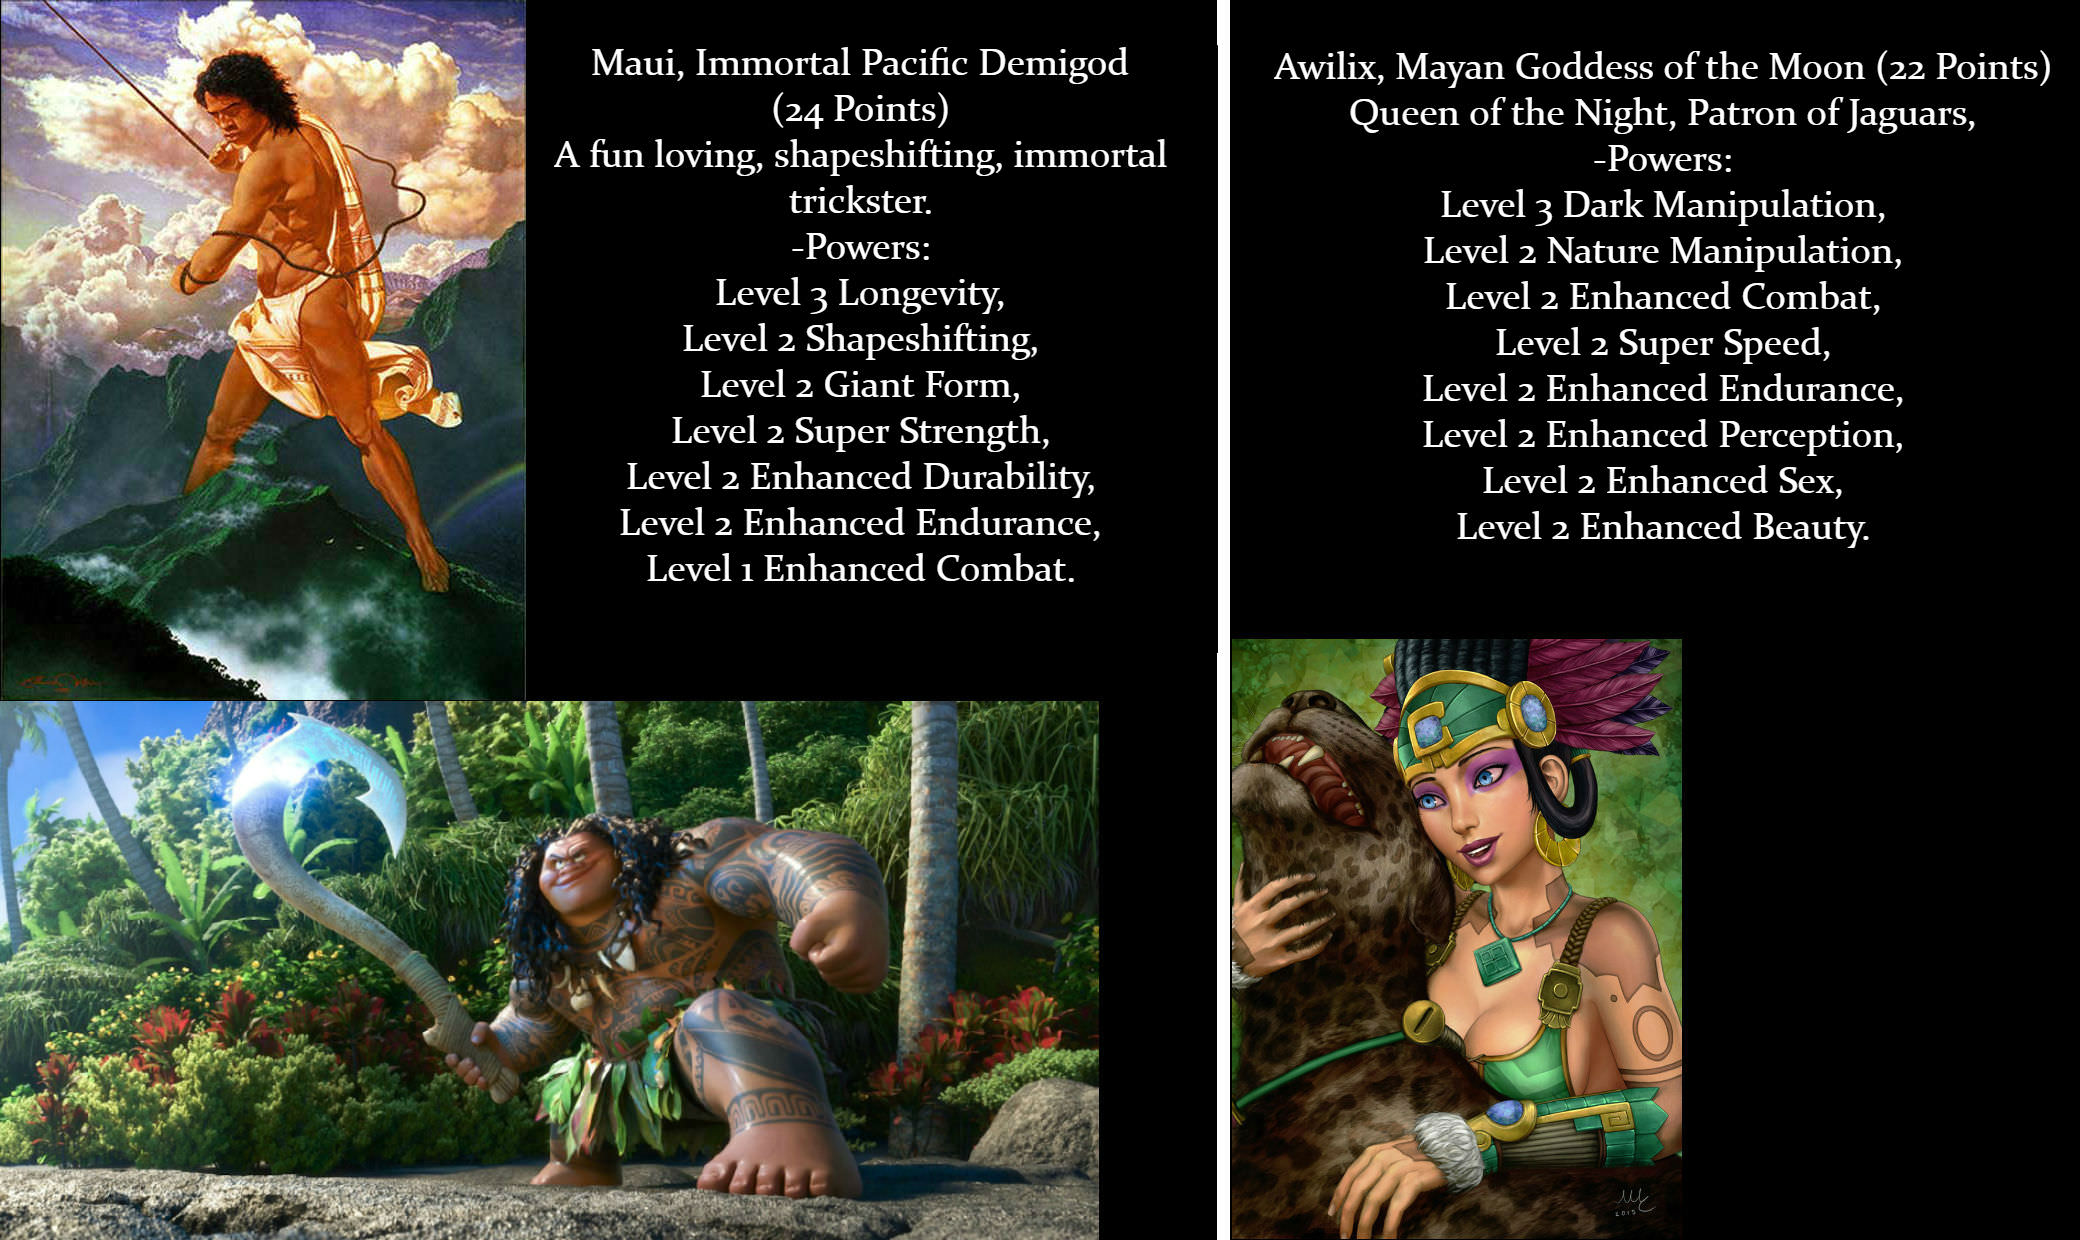 Maui, Immortal Pacific Demigod
(24 Points)
A fun loving, shapeshifting, immortal
trickster.
-Powers:
Level 3 Longevity,
Level 2 Shapeshifting,
Level 2 Giant Form,
Level 2 Super Strength,
Level 2 Enhanced Durability,
Level 2 Enhanced Endurance,
Level 1 Enhanced Combat.
Awilix, Mayan Goddess of the Moon (22 Points)
Queen of the Night, Patron of Jaguars,
-Powers:
Level 3 Dark Manipulation,
Level 2 Nature Manipulation,
Level 2 Enhanced Combat,
Level 2 Super Speed,
Level 2 Enhanced Endurance,
Level 2 Enhanced Perception,
Level 2 Enhanced Sex,
Level 2 Enhanced Beauty.
2015